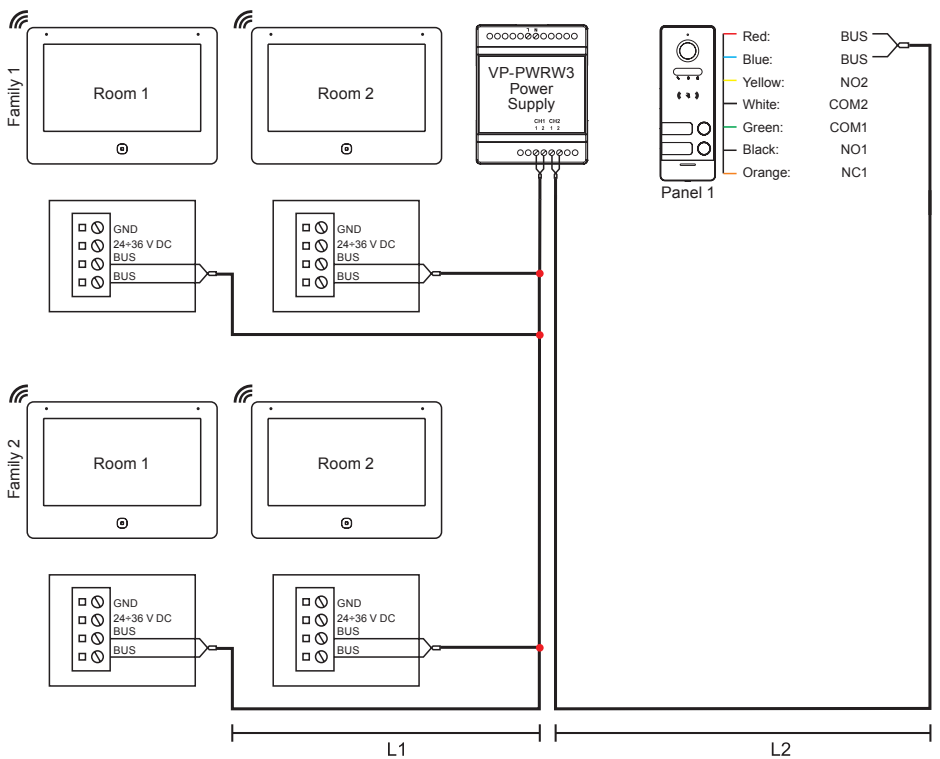 Family 1
Room 1
Room 2
L N
VP-PWRW3
Power
Supply
CH1 CH2
1 2 1 2
Panel 1
Red: BUS
Blue: BUS
Yellow: NO2
White: COM2
Green: COM1
Black: NO1
Orange: NC1
GND
24÷36 V DC
BUS
BUS
GND
24÷36 V DC
BUS
BUS
Family 2
Room 1
Room 2
GND
24÷36 V DC
BUS
BUS
GND
24÷36 V DC
BUS
BUS
L1
L2